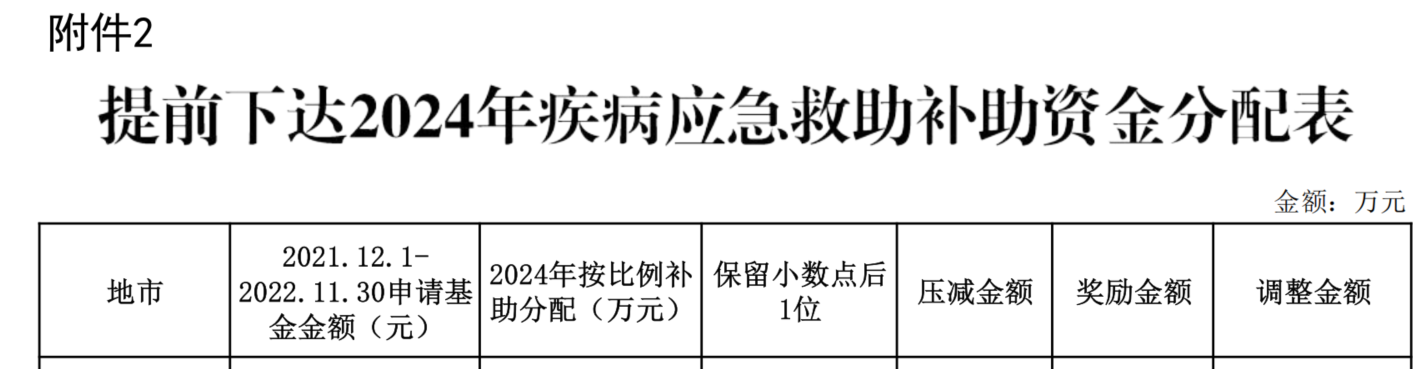 附件2
提前下达2024年疾病应急救助补助资金分配表
金额：万元
地市
2021.12.1-
2022.11.30申请基
金金额（元）
2024年按比例补
助分配（万元）
保留小数点后
1位
压减金额
奖励金额
调整金额